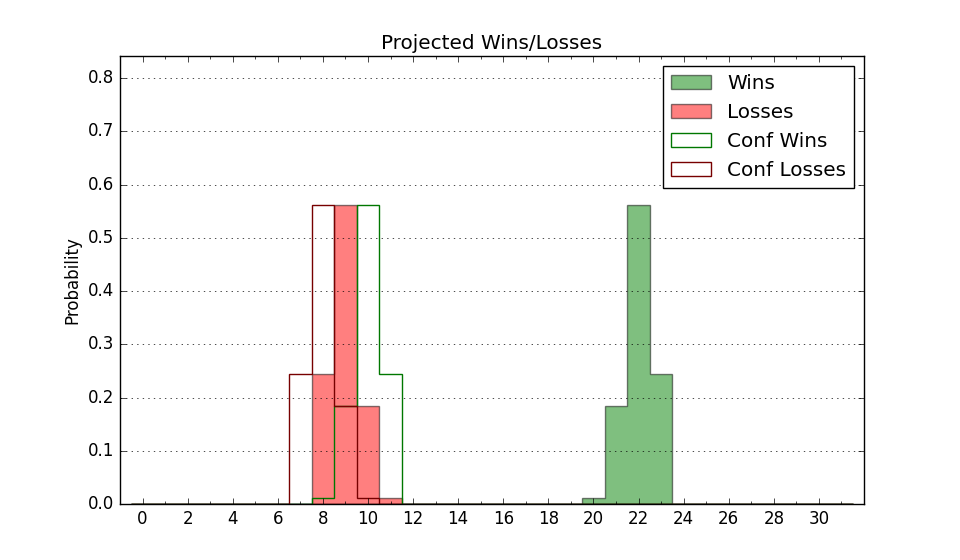 Projected Wins/Losses
Probability
0.8
0.7
0.6
0.5
0.4
0.3
0.2
0.1
0.0
0 2 4 6 8 10 12 14 16 18 20 22 24 26 28 30
Wins
Losses
Conf Wins
Conf Losses